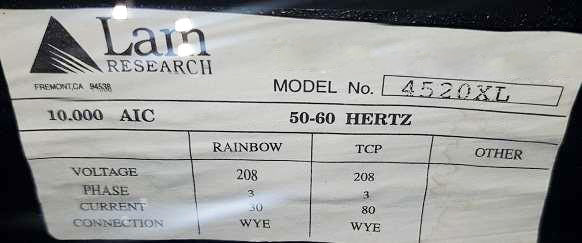 Lam
RESEARCH
FREMONT,CA 94538
MODEL No. 4520XL
10.000 AIC 50-60 HERTZ
RAINBOW TCP OTHER
VOLTAGE 208 208
PHASE 3 3
CURRENT 30 80
CONNECTION WYE WYE